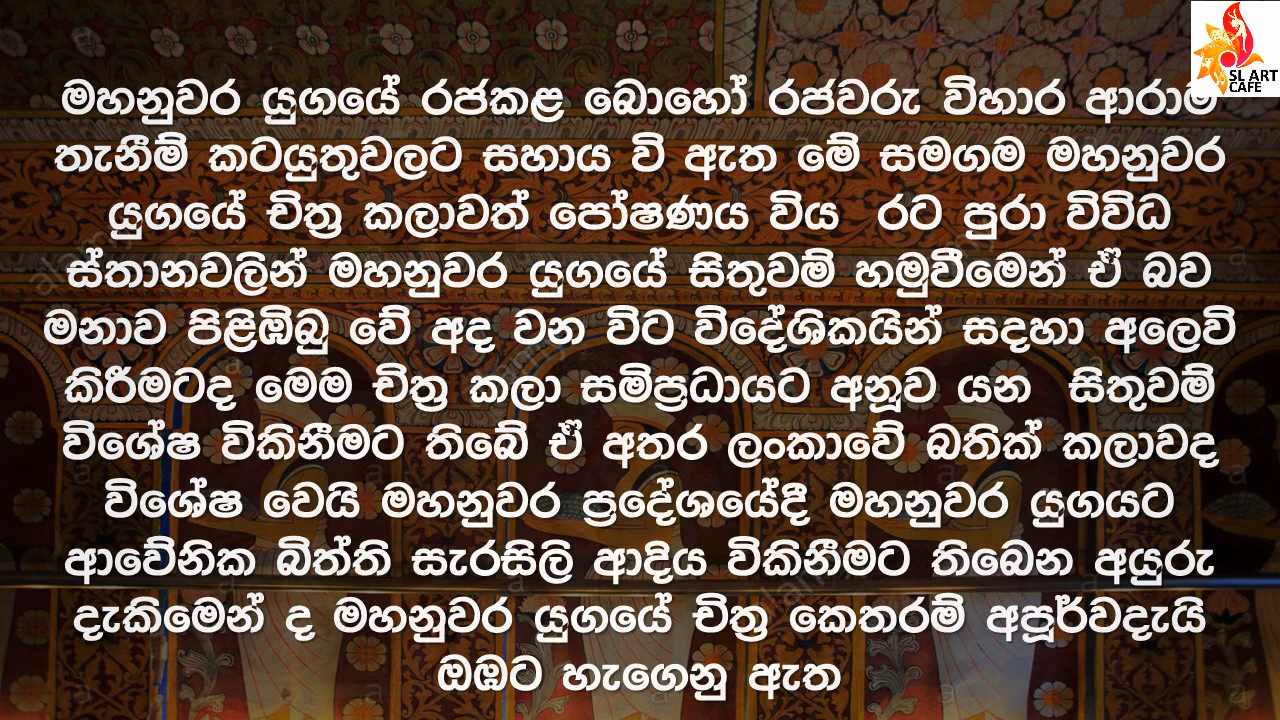 SL ART
CAFE
මහනුවර යුගයේ රජකළ බොහෝ රජවරු විහාර ආරාම
තැනීම් කටයුතුවලට සහාය වි ඇත මේ සමගම මහනුවර
යුගයේ චිත්‍ර කලාවත් පෝෂණය විය රට පුරා විවිධ
ස්තානවලින් මහනුවර යුගයේ සිතුවම් හමුවීමෙන් ඒ බව
මනාව පිළිඹිබු වේ අද වන විට විදේශිකයින් සදහා අලෙවි
කිරීමටද මෙම චිත්‍ර කලා සම්ප්‍රධායට අනූව යන සිතුවම්
විශේෂ විකිනීමට තිබේ ඒ අතර ලංකාවේ බතික් කලාවද
විශේෂ වෙයි මහනුවර ප්‍රදේශයේදී මහනුවර යුගයට
ආවේනික බිත්ති සැරසිලි ආදිය විකිනීමට තිබෙන අයුරු
දැකිමෙන් ද මහනුවර යුගයේ චිත්‍ර කෙතරම් අපූර්වදැයි
ඔඹට හැගෙනු ඇත